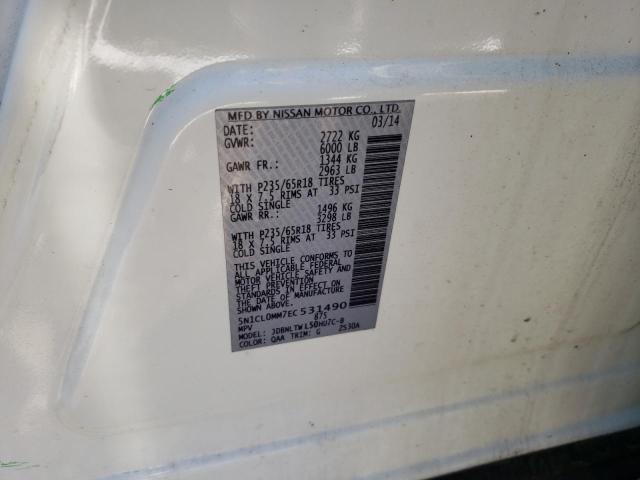 MFD BY NISSAN MOTOR CO., LTD.
DATE: 03/14
GVWR: 2722 KG
6000 LB
GAWR FR.: 1344 KG
2963 LB
WITH P235/65R18 TIRES
18 X 7.5 RIMS AT 33 PSI
COLD SINGLE
GAWR RR.: 1496 KG
3298 LB
WITH P235/65R18 TIRES
18 X 7.5 RIMS AT 33 PSI
COLD SINGLE
THIS VEHICLE CONFORMS TO
ALL APPLICABLE FEDERAL
MOTOR VEHICLE SAFETY AND
THEFT PREVENTION
STANDARDS IN EFFECT
ON THE DATE OF MANUFACTURE
SHOWN ABOVE.
5N1CL0MM7EC531490
MPV 875
COLOR: QAA TRIM: G 2530A